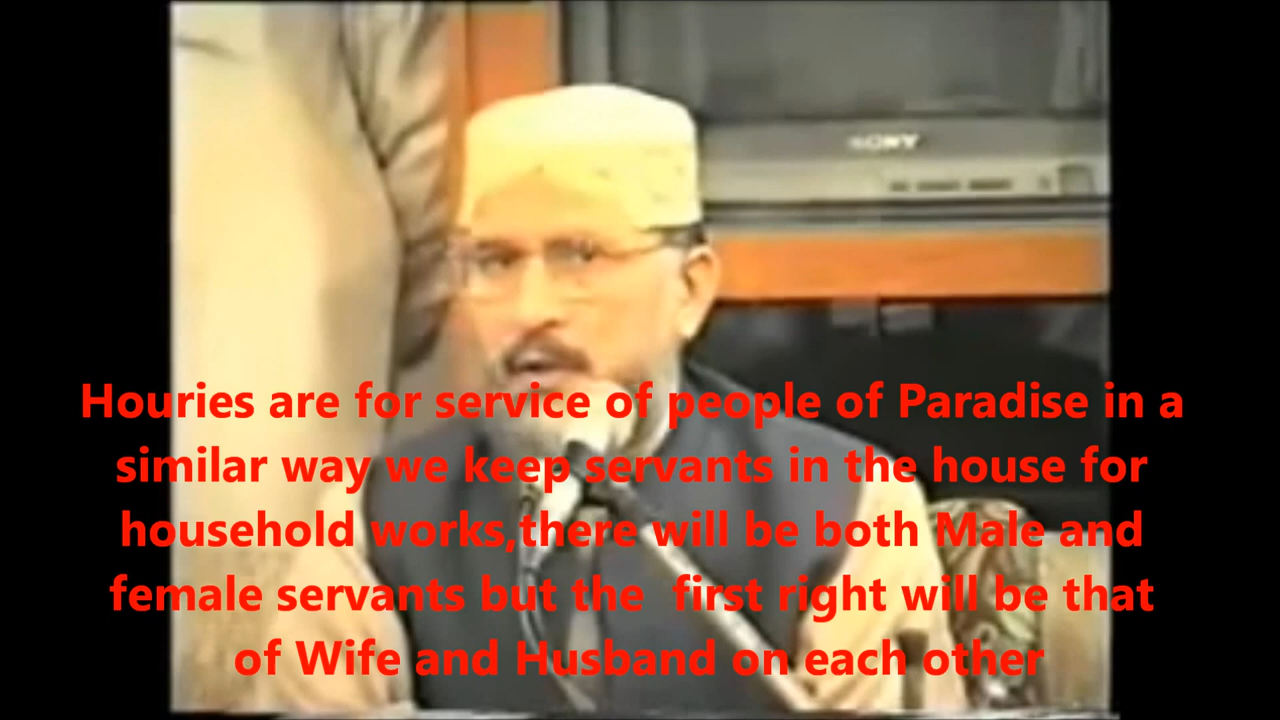 SONY
Houries are for service of people of Paradise in a
similar way we keep servants in the house for
household works,there will be both Male and
female servants but the first right will be that
of Wife and Husband on each other